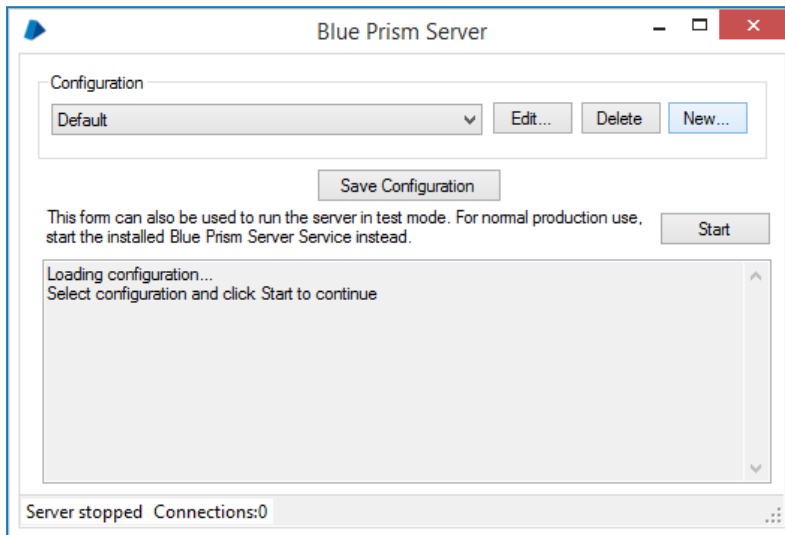 Blue Prism Server
Configuration
Default
Edit...
Delete
New...
Save Configuration
This form can also be used to run the server in test mode. For normal production use,
start the installed Blue Prism Server Service instead.
Start
Loading configuration...
Select configuration and click Start to continue
Server stopped Connections:0